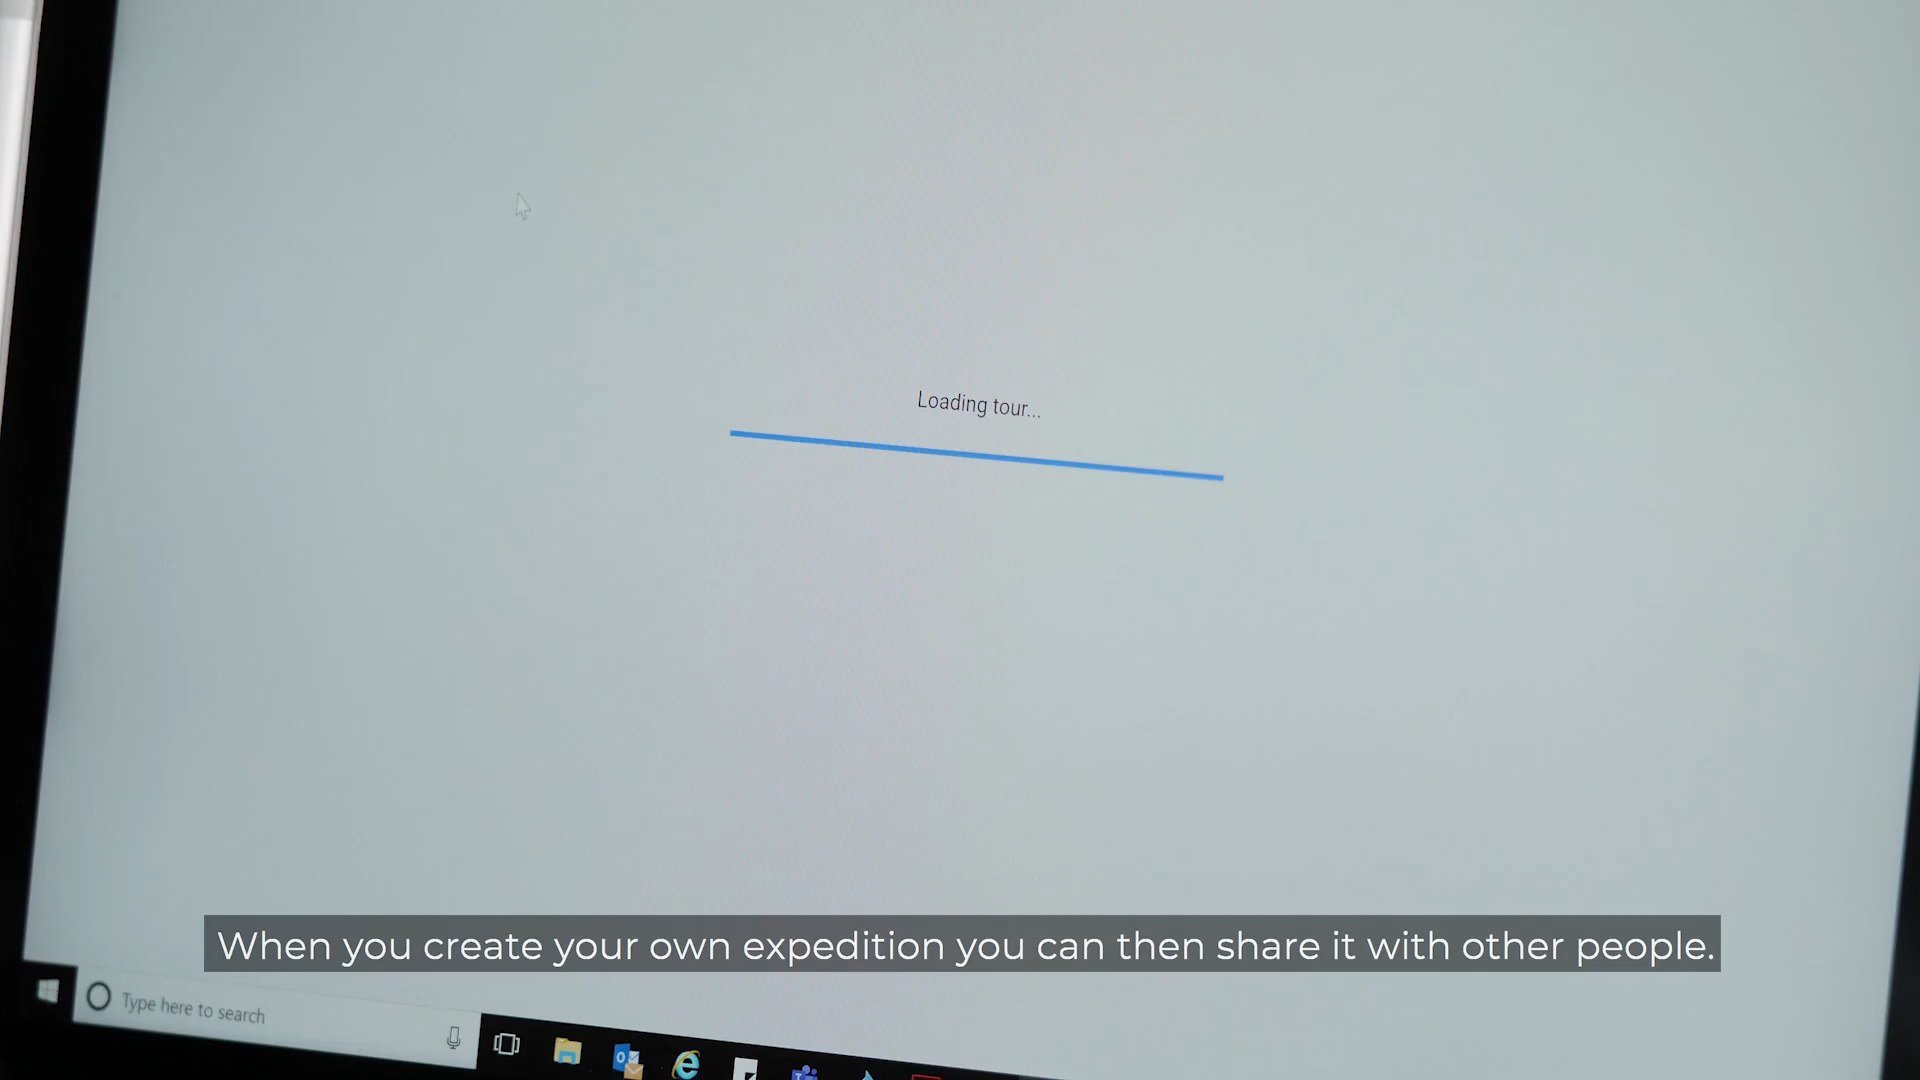 Loading tour...
When you create your own expedition you can then share it with other people.
Type here to search